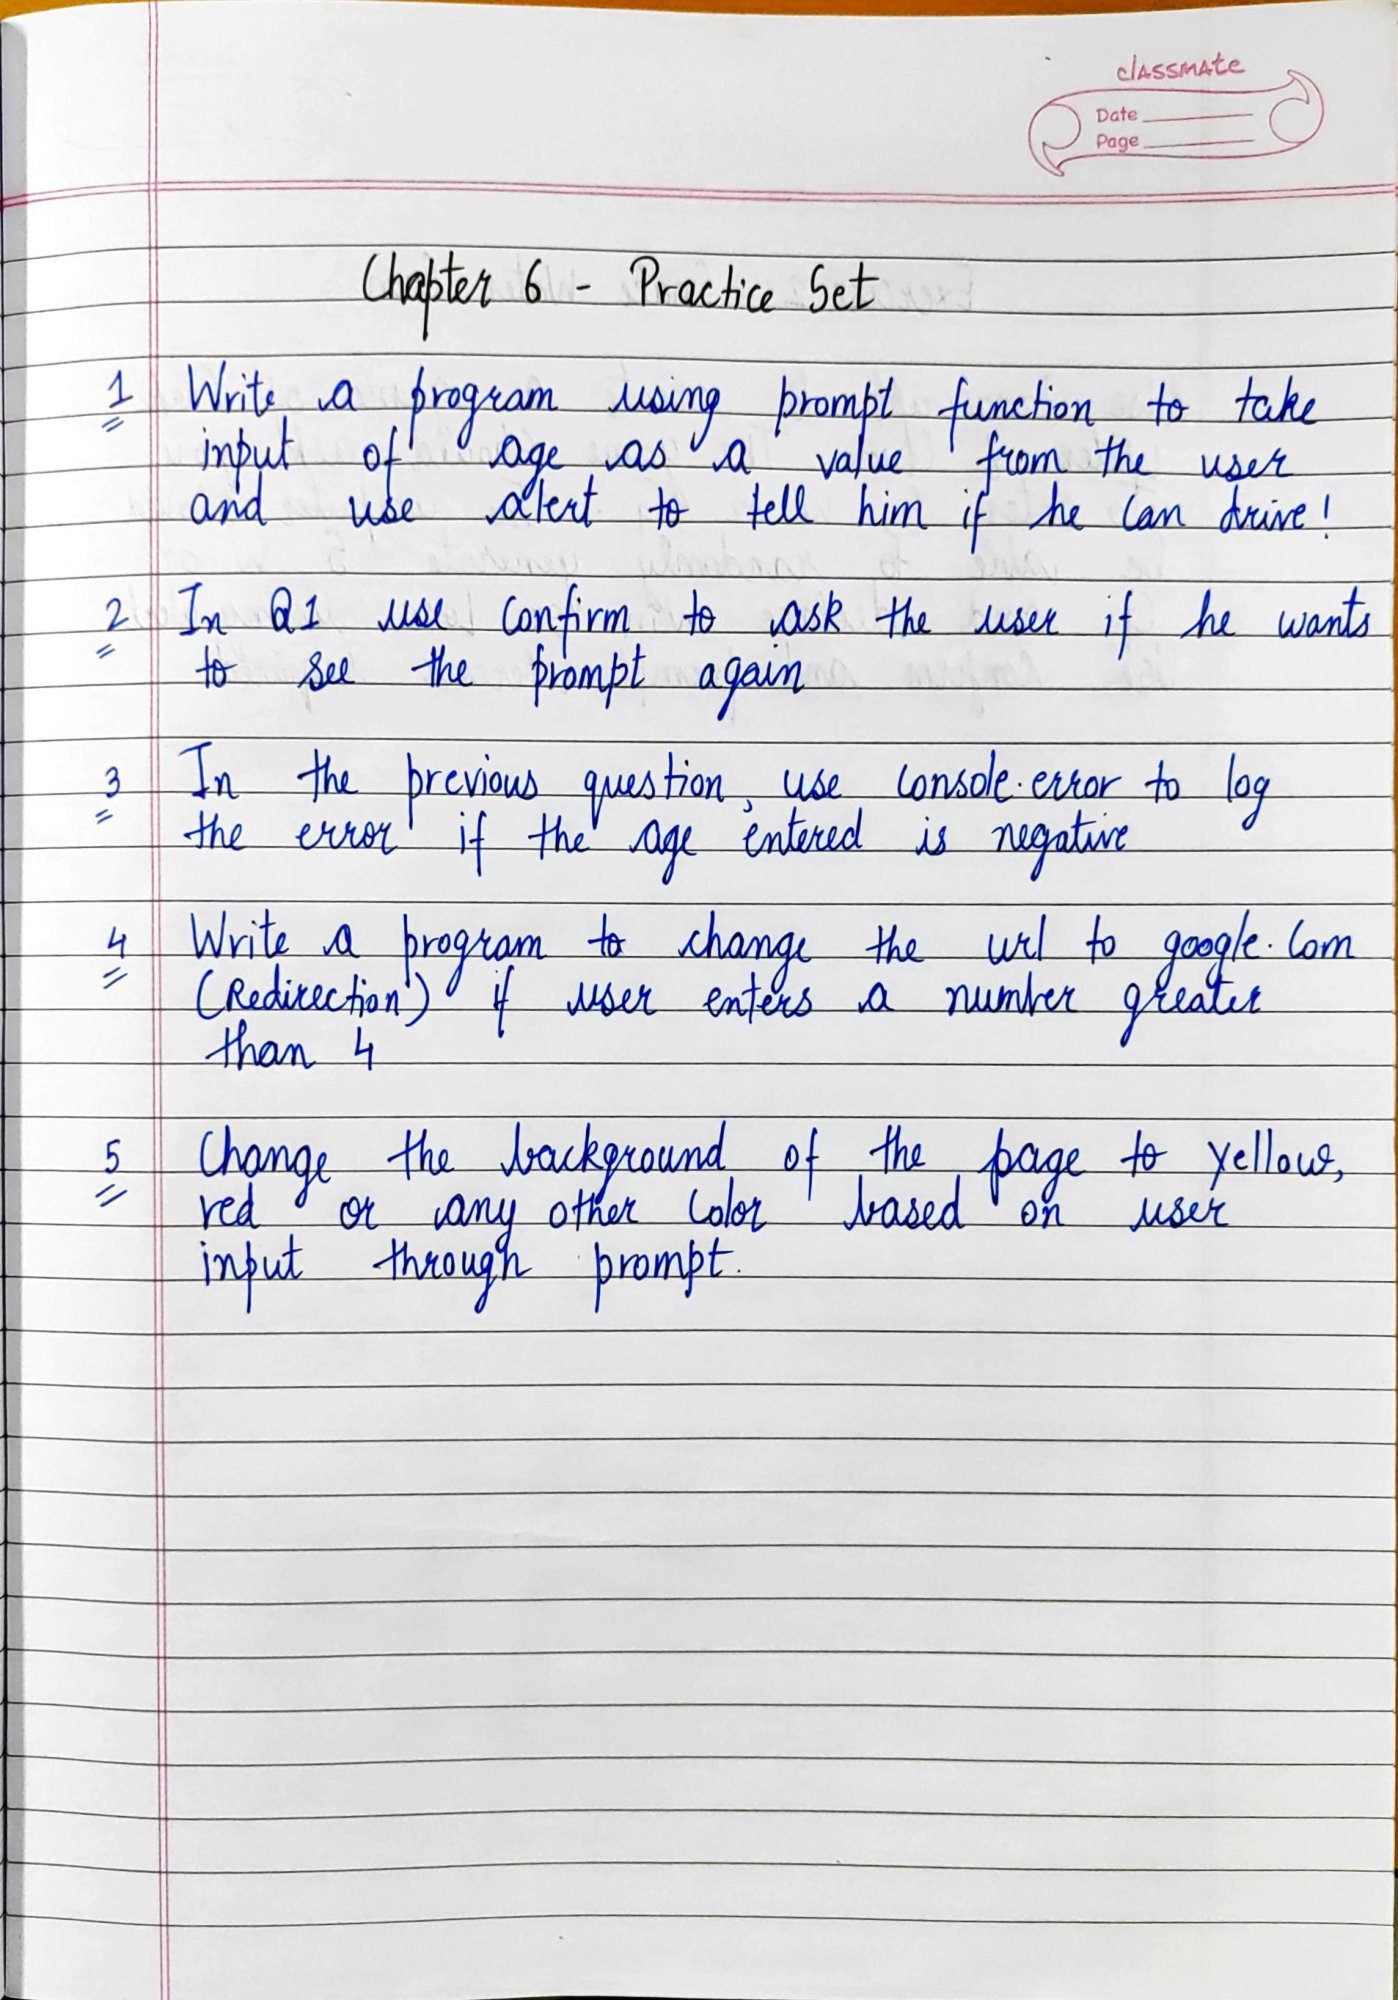 classmate
Date
Page
Chapter 6 - Practice Set
1 Write a program using prompt function to take
input of age as a value from the user
and use alert to tell him if he can drive!
2 In Q1 use confirm to ask the user if he wants
to see the prompt again
3 In the previous question, use console.error to log
the error if the age entered is negative
4 Write a program to change the url to google.com
(Redirection) if user enters a number greater
than 4
5 Change the background of the page to yellow,
red or any other color based on user
input through prompt.